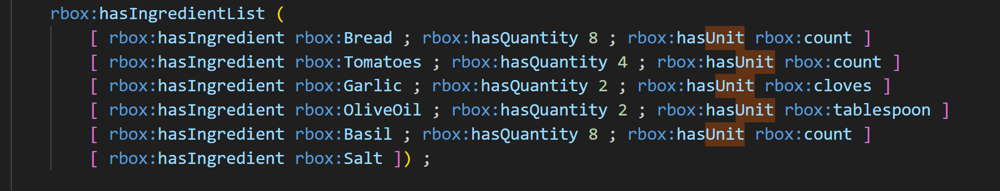 rbox:hasIngredientList (
[ rbox:hasIngredient rbox:Bread ; rbox:hasQuantity 8 ; rbox:hasUnit rbox:count ]
[ rbox:hasIngredient rbox:Tomatoes ; rbox:hasQuantity 4 ; rbox:hasUnit rbox:count ]
[ rbox:hasIngredient rbox:Garlic ; rbox:hasQuantity 2 ; rbox:hasUnit rbox:cloves ]
[ rbox:hasIngredient rbox:OliveOil ; rbox:hasQuantity 2 ; rbox:hasUnit rbox:tablespoon ]
[ rbox:hasIngredient rbox:Basil ; rbox:hasQuantity 8 ; rbox:hasUnit rbox:count ]
[ rbox:hasIngredient rbox:Salt ]) ;